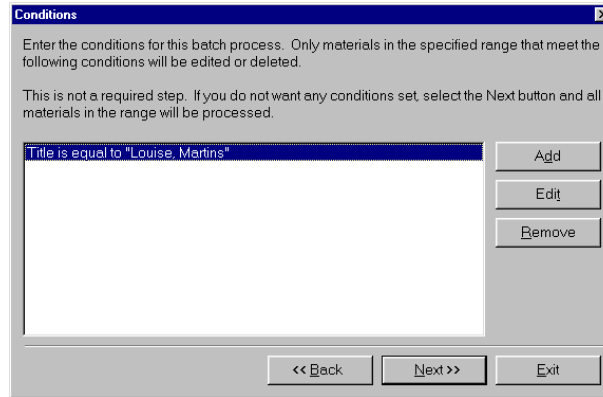 Conditions
Enter the conditions for this batch process. Only materials in the specified range that meet the
following conditions will be edited or deleted.
This is not a required step. If you do not want any conditions set, select the Next button and all
materials in the range will be processed.
Title is equal to "Louise, Martins"
Add
Edit
Remove
<< Back
Next >>
Exit